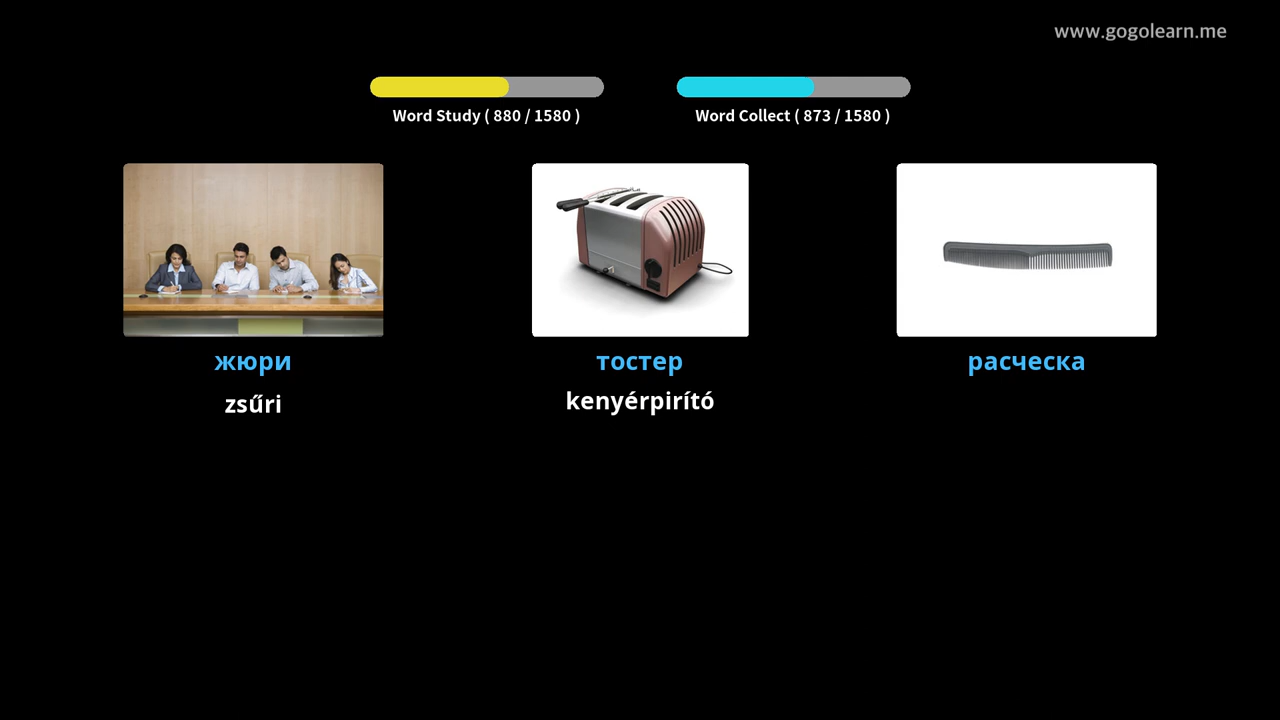 www.gogolearn.me
Word Study ( 880 / 1580 )
Word Collect ( 873 / 1580 )
жюри
тостер
расческа
zsűri
kenyérpirító